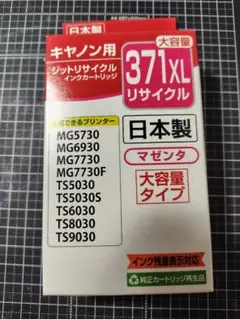 日本製
キヤノン用
ジットリサイクル
インクカートリッジ
大容量
371XL
リサイクル
できるプリンター
MG5730
MG6930
MG7730
MG7730F
TS5030
TS5030S
TS6030
TS8030
TS9030
日本製
マゼンタ
大容量
タイプ
インク残量表示対応
純正カートリッジ再生品